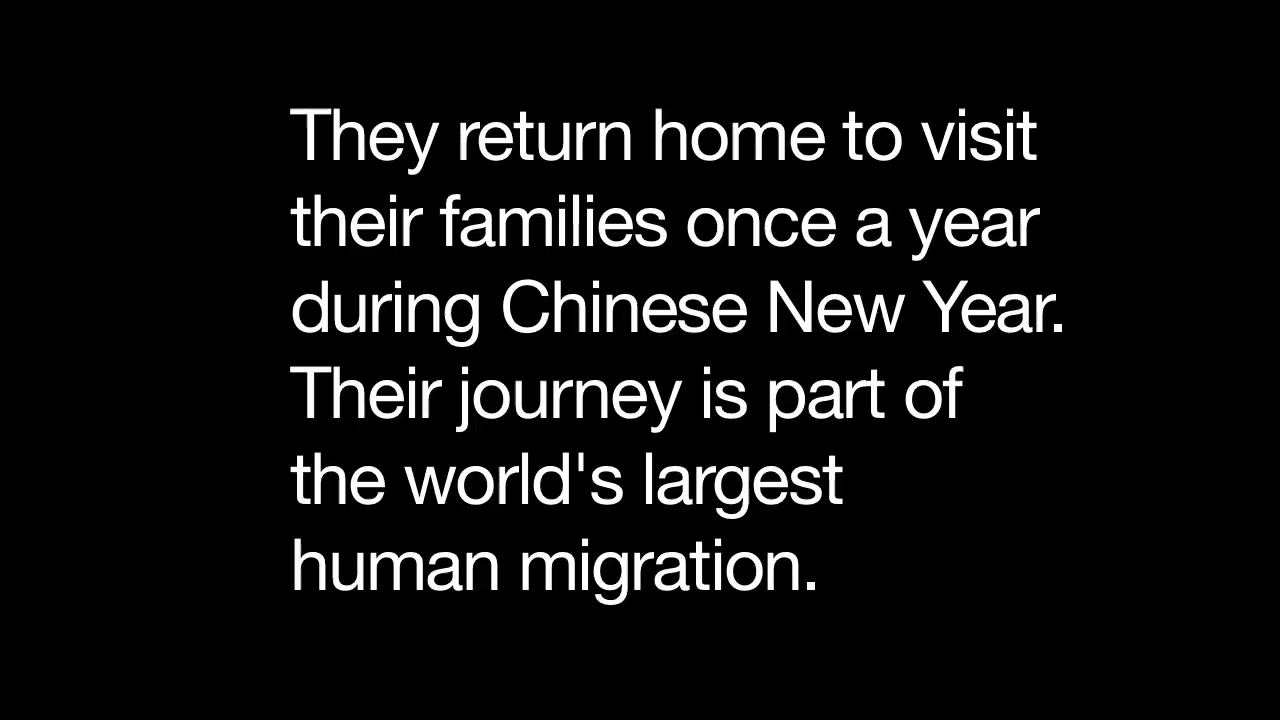 They return home to visit
their families once a year
during Chinese New Year.
Their journey is part of
the world's largest
human migration.